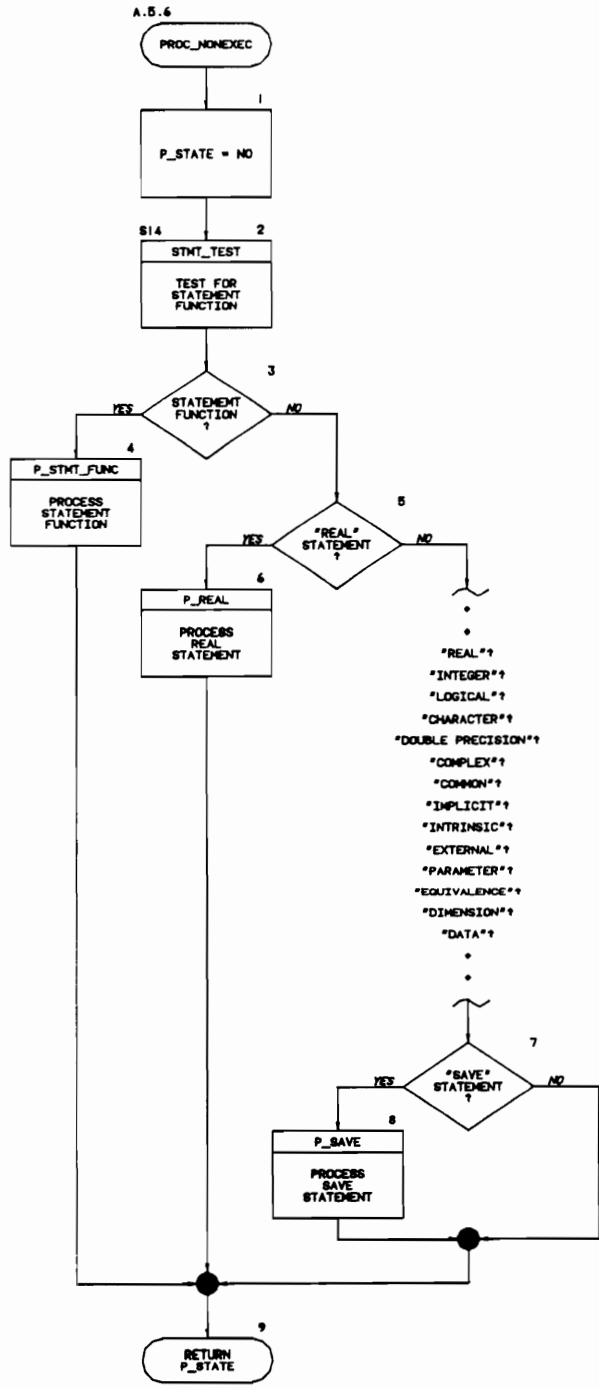 A.5.6
PROC_NONEXEC
1
P_STATE = NO
S14
2
STMT_TEST
TEST FOR
STATEMENT
FUNCTION
3
STATEMENT
FUNCTION
?
YES
NO
4
P_STMT_FUNC
PROCESS
STATEMENT
FUNCTION
5
"REAL"
STATEMENT
?
YES
NO
6
P_REAL
PROCESS
REAL
STATEMENT
"REAL"?
"INTEGER"?
"LOGICAL"?
"CHARACTER"?
"DOUBLE PRECISION"?
"COMPLEX"?
"COMMON"?
"IMPLICIT"?
"INTRINSIC"?
"EXTERNAL"?
"PARAMETER"?
"EQUIVALENCE"?
"DIMENSION"?
"DATA"?
7
"SAVE"
STATEMENT
?
YES
NO
8
P_SAVE
PROCESS
SAVE
STATEMENT
9
RETURN
P_STATE